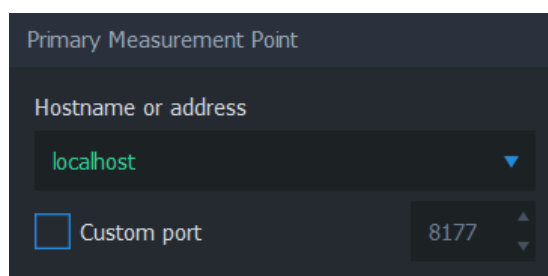 Primary Measurement Point
Hostname or address
localhost
Custom port 8177